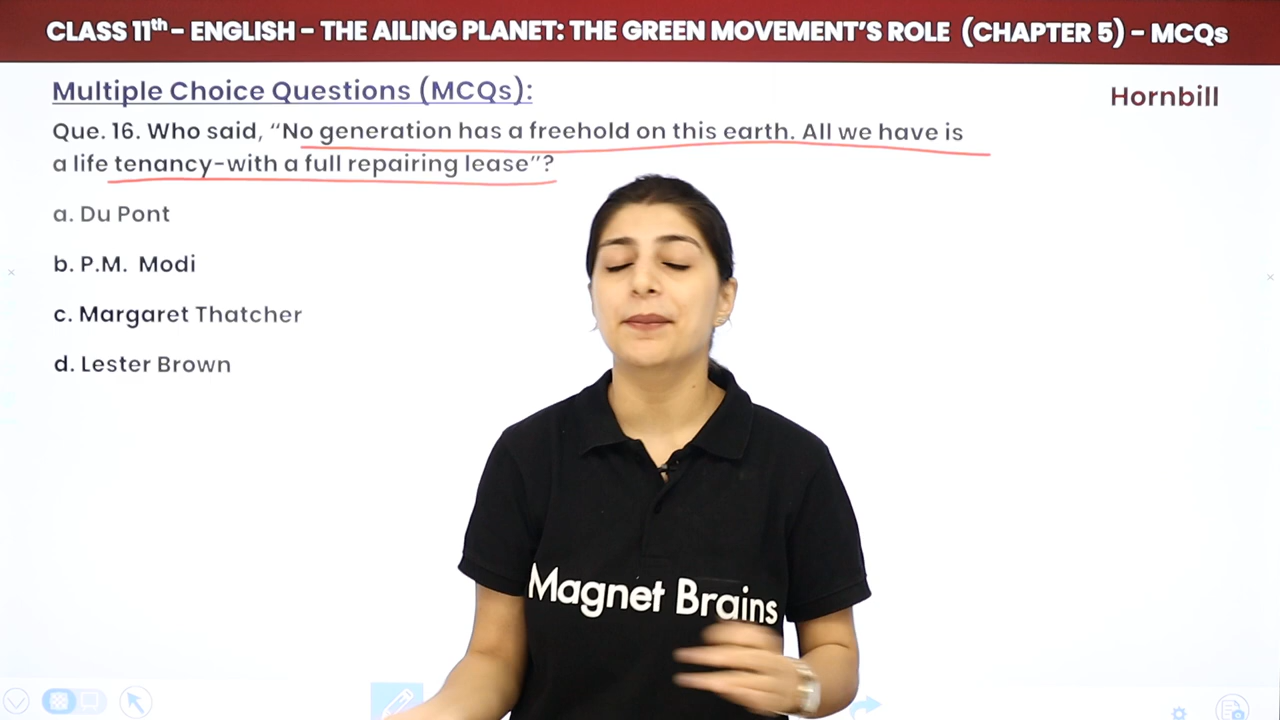 CLASS 11th - ENGLISH - THE AILING PLANET: THE GREEN MOVEMENT'S ROLE (CHAPTER 5) - MCQs
Multiple Choice Questions (MCQs):
Hornbill
Que. 16. Who said, “No generation has a freehold on this earth. All we have is
a life tenancy-with a full repairing lease”?
a. Du Pont
b. P.M. Modi
c. Margaret Thatcher
d. Lester Brown
Magnet Brains